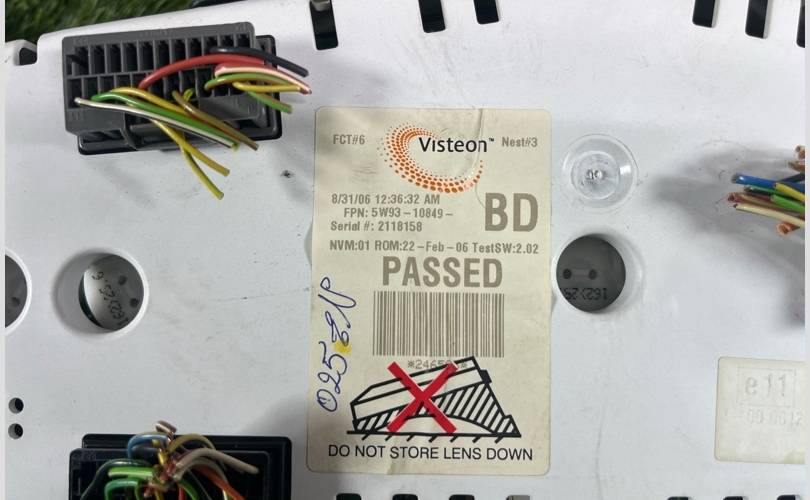 FCT#6 Visteon™ Nest#3
8/31/06 12:36:32 AM
FPN: 5W93-10849- BD
Serial #: 2118158
NVM:01 ROM:22-Feb-06 TestSW:2.02
PASSED
DO NOT STORE LENS DOWN
e11